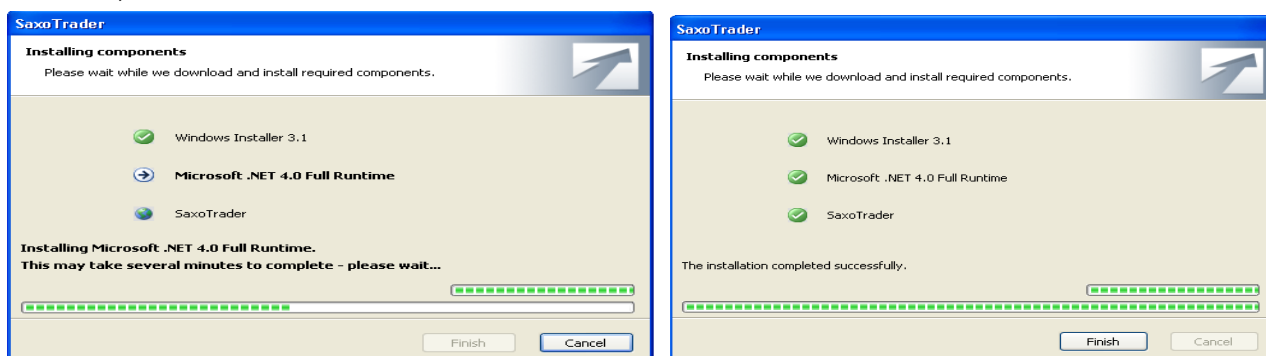 SaxoTrader
Installing components
Please wait while we download and install required components.
Windows Installer 3.1
Microsoft .NET 4.0 Full Runtime
SaxoTrader
Installing Microsoft .NET 4.0 Full Runtime.
This may take several minutes to complete - please wait...
Finish
Cancel
SaxoTrader
Installing components
Please wait while we download and install required components.
Windows Installer 3.1
Microsoft .NET 4.0 Full Runtime
SaxoTrader
The installation completed successfully.
Finish
Cancel